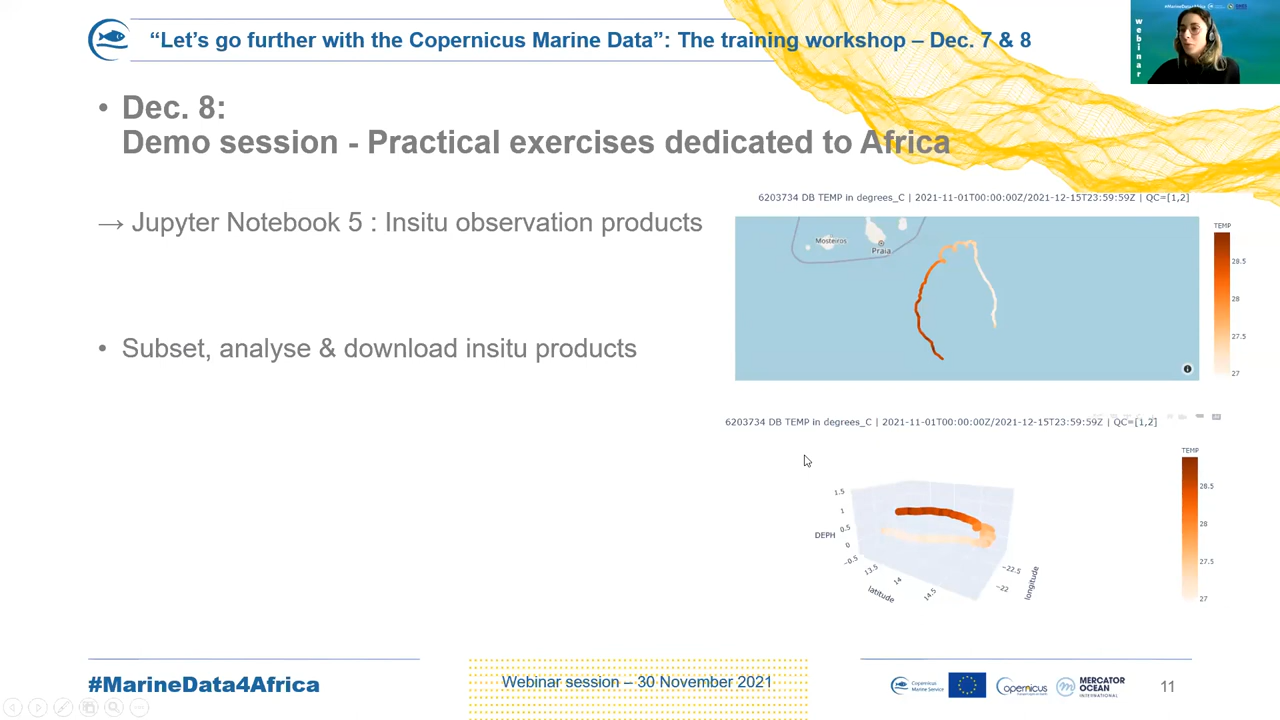 “Let’s go further with the Copernicus Marine Data”: The training workshop – Dec. 7 & 8
#MarineData4Africa
webinar
• Dec. 8:
Demo session - Practical exercises dedicated to Africa
→ Jupyter Notebook 5 : Insitu observation products
• Subset, analyse & download insitu products
6203734 DB TEMP in degrees_C | 2021-11-01T00:00:00Z/2021-12-15T23:59:59Z | QC=[1,2]
Mosteiros
Praia
TEMP
28.5
28
27.5
27
6203734 DB TEMP in degrees_C | 2021-11-01T00:00:00Z/2021-12-15T23:59:59Z | QC=[1,2]
TEMP
28.5
28
27.5
27
1.5
1
0.5
0
−0.5
DEPH
13.5
14
14.5
latitude
−22.5
−22
longitude
#MarineData4Africa
Webinar session – 30 November 2021
Copernicus
Marine Service
opernicus
MERCATOR
OCEAN
INTERNATIONAL
11